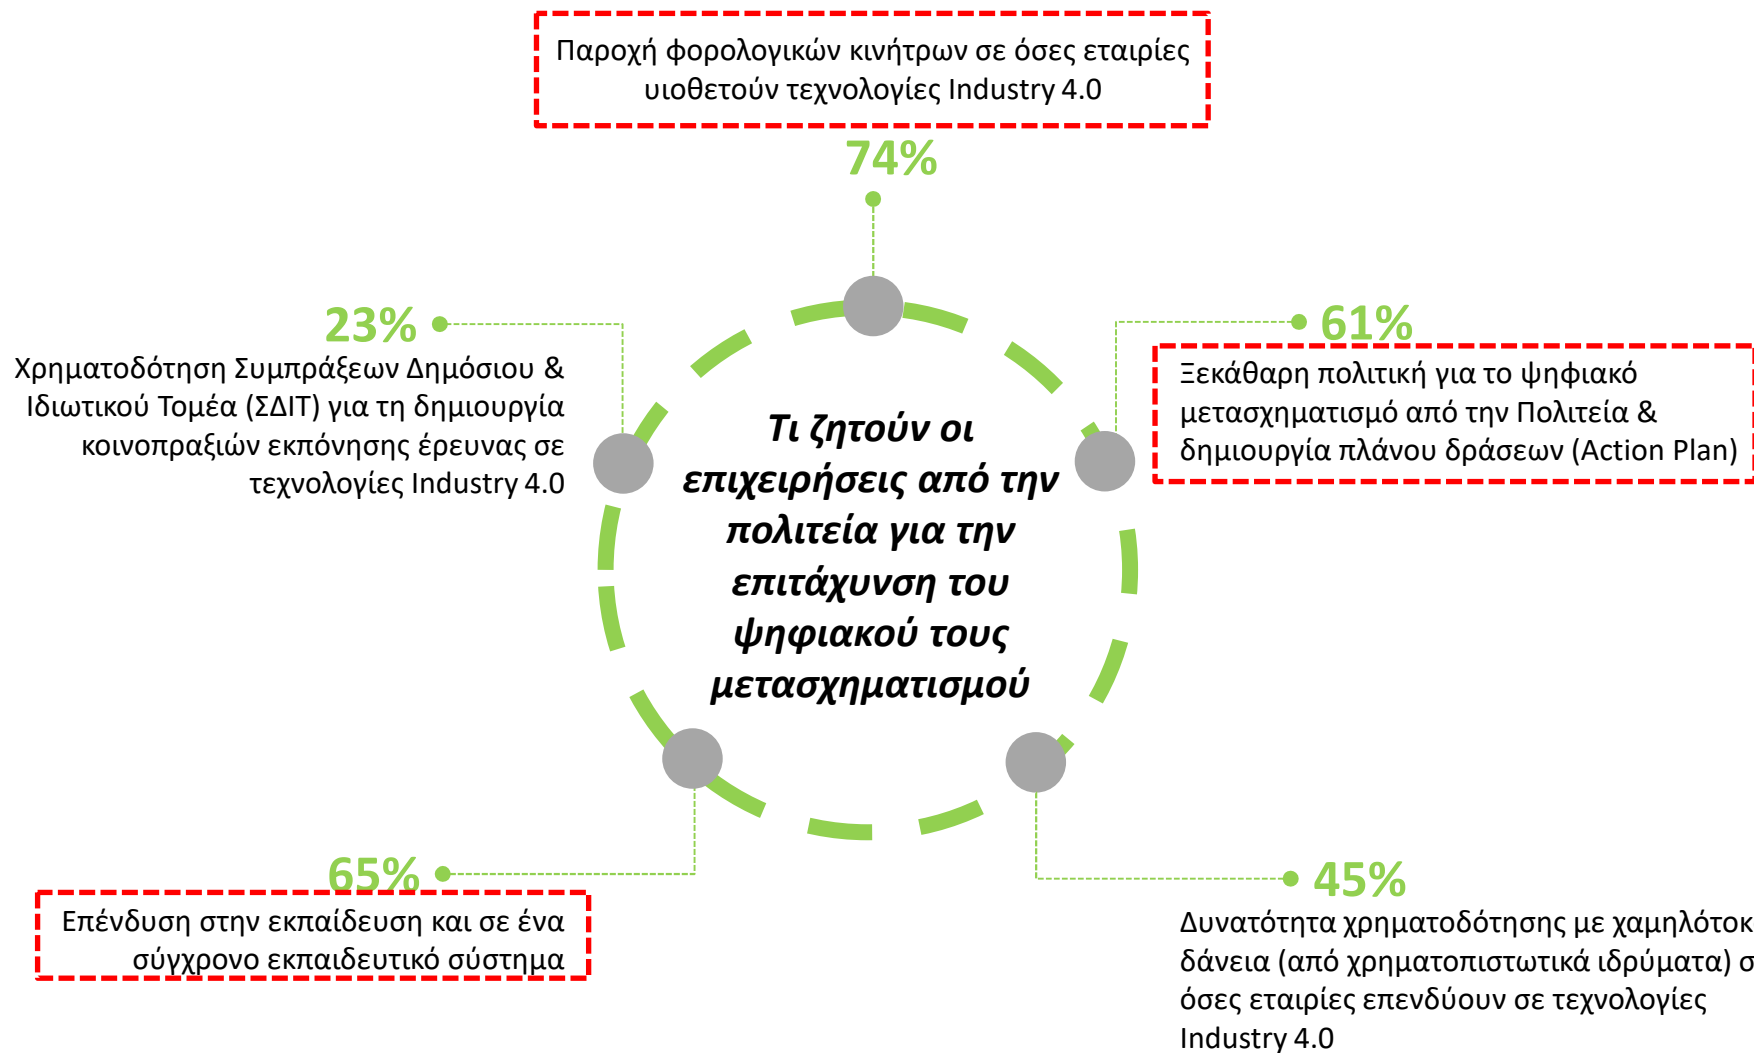 Παροχή φορολογικών κινήτρων σε όσες εταιρίες
υιοθετούν τεχνολογίες Industry 4.0
74%
23%
Χρηματοδότηση Συμπράξεων Δημόσιου &
Ιδιωτικού Τομέα (ΣΔΙΤ) για τη δημιουργία
κοινοπραξιών εκπόνησης έρευνας σε
τεχνολογίες Industry 4.0
61%
Ξεκάθαρη πολιτική για το ψηφιακό
μετασχηματισμό από την Πολιτεία &
δημιουργία πλάνου δράσεων (Action Plan)
Τι ζητούν οι
επιχειρήσεις από την
πολιτεία για την
επιτάχυνση του
ψηφιακού τους
μετασχηματισμού
65%
Επένδυση στην εκπαίδευση και σε ένα
σύγχρονο εκπαιδευτικό σύστημα
45%
Δυνατότητα χρηματοδότησης με χαμηλότοκ
δάνεια (από χρηματοπιστωτικά ιδρύματα) σ
όσες εταιρίες επενδύουν σε τεχνολογίες
Industry 4.0